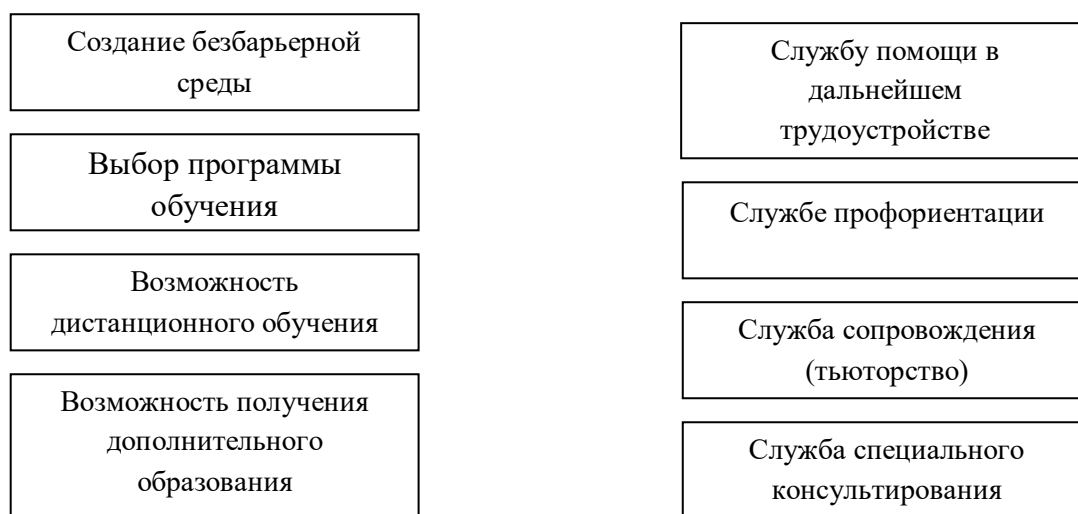 Создание безбарьерной
среды
Выбор программы
обучения
Возможность
дистанционного обучения
Возможность получения
дополнительного
образования
Службу помощи в
дальнейшем
трудоустройстве
Службе профориентации
Служба сопровождения
(тьюторство)
Служба специального
консультирования